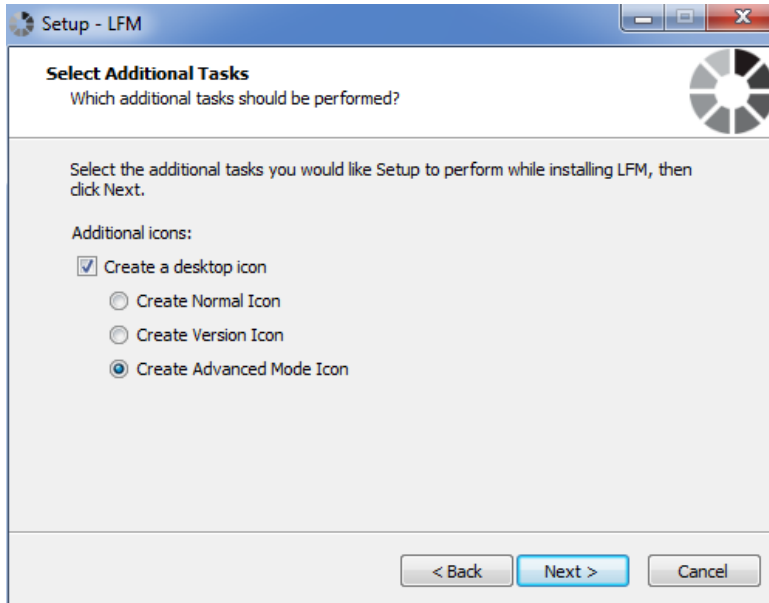 Setup - LFM
Select Additional Tasks
Which additional tasks should be performed?
Select the additional tasks you would like Setup to perform while installing LFM, then
click Next.
Additional icons:
Create a desktop icon
Create Normal Icon
Create Version Icon
Create Advanced Mode Icon
< Back
Next >
Cancel